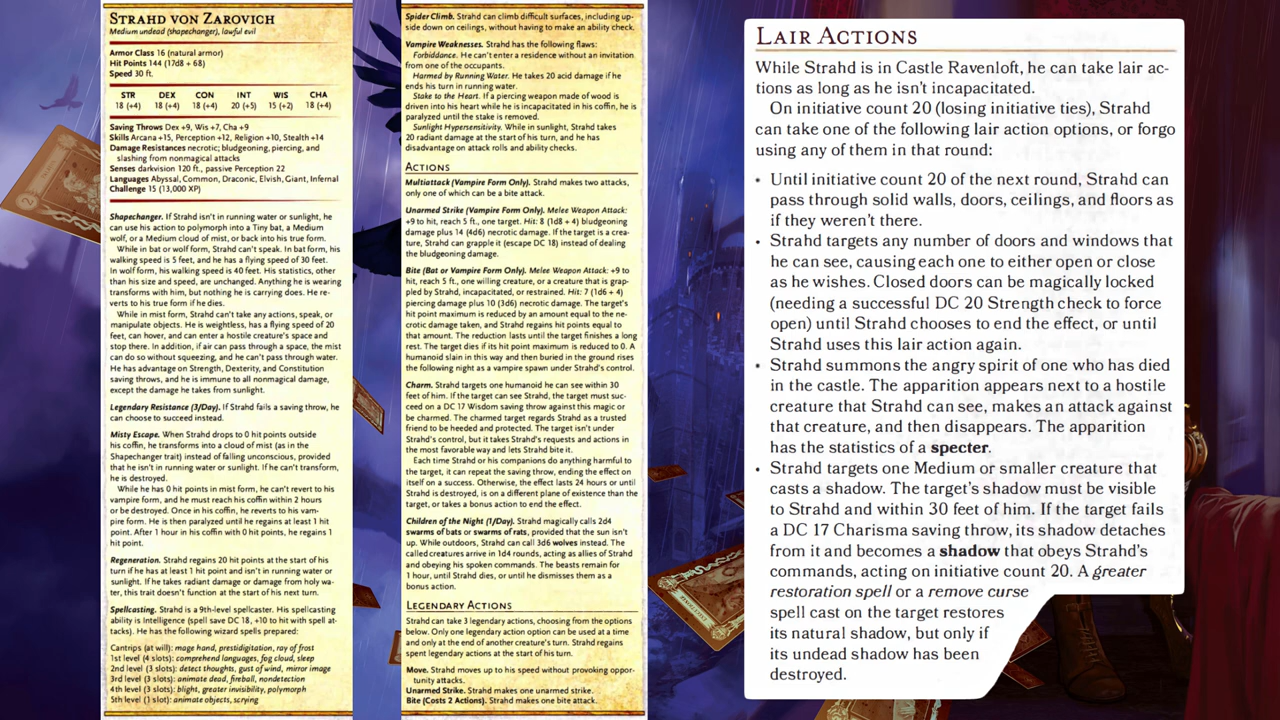 STRAHD VON ZAROVICH
Medium undead (shapechanger), lawful evil
Armor Class 16 (natural armor)
Hit Points 144 (17d8 + 68)
Speed 30 ft.
STR DEX CON INT WIS CHA
18 (+4) 18 (+4) 18 (+4) 20 (+5) 15 (+2) 18 (+4)
Saving Throws Dex +9, Wis +7, Cha +9
Skills Arcana +15, Perception +12, Religion +10, Stealth +14
Damage Resistances necrotic; bludgeoning, piercing, and
slashing from nonmagical attacks
Senses darkvision 120 ft., passive Perception 22
Languages Abyssal, Common, Draconic, Elvish, Giant, Infernal
Challenge 15 (13,000 XP)
Shapechanger. If Strahd isn't in running water or sunlight, he
can use his action to polymorph into a Tiny bat, a Medium
wolf, or a Medium cloud of mist, or back into his true form.
While in bat or wolf form, Strahd can't speak. In bat form, his
walking speed is 5 feet, and he has a flying speed of 30 feet.
In wolf form, his walking speed is 40 feet. His statistics, other
than his size and speed, are unchanged. Anything he is wearing
transforms with him, but nothing he is carrying does. He re-
verts to his true form if he dies.
While in mist form, Strahd can't take any actions, speak, or
manipulate objects. He is weightless, has a flying speed of 20
feet, can hover, and can enter a hostile creature's space and
stop there. In addition, if air can pass through a space, the mist
can do so without squeezing, and he can't pass through water.
He has advantage on Strength, Dexterity, and Constitution
saving throws, and he is immune to all nonmagical damage,
except the damage he takes from sunlight.
Legendary Resistance (3/Day). If Strahd fails a saving throw, he
can choose to succeed instead.
Misty Escape. When Strahd drops to 0 hit points outside
his coffin, he transforms into a cloud of mist (as in the
Shapechanger trait) instead of falling unconscious, provided
that he isn't in running water or sunlight. If he can't transform,
he is destroyed.
While he has 0 hit points in mist form, he can't revert to his
vampire form, and he must reach his coffin within 2 hours
or be destroyed. Once in his coffin, he reverts to his vam-
pire form. He is then paralyzed until he regains at least 1 hit
point. After 1 hour in his coffin with 0 hit points, he regains 1
hit point.
Regeneration. Strahd regains 20 hit points at the start of his
turn if he has at least 1 hit point and isn't in running water or
sunlight. If he takes radiant damage or damage from holy wa-
ter, this trait doesn't function at the start of his next turn.
Spellcasting. Strahd is a 9th-level spellcaster. His spellcasting
ability is Intelligence (spell save DC 18, +10 to hit with spell at-
tacks). He has the following wizard spells prepared:
Cantrips (at will): mage hand, prestidigitation, ray of frost
1st level (4 slots): comprehend languages, fog cloud, sleep
2nd level (3 slots): detect thoughts, gust of wind, mirror image
3rd level (3 slots): animate dead, fireball, nondetection
4th level (3 slots): blight, greater invisibility, polymorph
5th level (1 slot): animate objects, scrying
Spider Climb. Strahd can climb difficult surfaces, including up-
side down on ceilings, without having to make an ability check.
Vampire Weaknesses. Strahd has the following flaws:
Forbiddance. He can't enter a residence without an invitation
from one of the occupants.
Harmed by Running Water. He takes 20 acid damage if he
ends his turn in running water.
Stake to the Heart. If a piercing weapon made of wood is
driven into his heart while he is incapacitated in his coffin, he is
paralyzed until the stake is removed.
Sunlight Hypersensitivity. While in sunlight, Strahd takes
20 radiant damage at the start of his turn, and he has
disadvantage on attack rolls and ability checks.
ACTIONS
Multiattack (Vampire Form Only). Strahd makes two attacks,
only one of which can be a bite attack.
Unarmed Strike (Vampire Form Only). Melee Weapon Attack:
+9 to hit, reach 5 ft., one target. Hit: 8 (1d8 + 4) bludgeoning
damage plus 14 (4d6) necrotic damage. If the target is a crea-
ture, Strahd can grapple it (escape DC 18) instead of dealing
the bludgeoning damage.
Bite (Bat or Vampire Form Only). Melee Weapon Attack: +9 to
hit, reach 5 ft., one willing creature, or a creature that is grap-
pled by Strahd, incapacitated, or restrained. Hit: 7 (1d6 + 4)
piercing damage plus 10 (3d6) necrotic damage. The target's
hit point maximum is reduced by an amount equal to the ne-
crotic damage taken, and Strahd regains hit points equal to
that amount. The reduction lasts until the target finishes a long
rest. The target dies if its hit point maximum is reduced to 0. A
humanoid slain in this way and then buried in the ground rises
the following night as a vampire spawn under Strahd's control.
Charm. Strahd targets one humanoid he can see within 30
feet of him. If the target can see Strahd, the target must suc-
ceed on a DC 17 Wisdom saving throw against this magic or
be charmed. The charmed target regards Strahd as a trusted
friend to be heeded and protected. The target isn't under
Strahd's control, but it takes Strahd's requests and actions in
the most favorable way and lets Strahd bite it.
Each time Strahd or his companions do anything harmful to
the target, it can repeat the saving throw, ending the effect on
itself on a success. Otherwise, the effect lasts 24 hours or until
Strahd is destroyed, is on a different plane of existence than the
target, or takes a bonus action to end the effect.
Children of the Night (1/Day). Strahd magically calls 2d4
swarms of bats or swarms of rats, provided that the sun isn't
up. While outdoors, Strahd can call 3d6 wolves instead. The
called creatures arrive in 1d4 rounds, acting as allies of Strahd
and obeying his spoken commands. The beasts remain for
1 hour, until Strahd dies, or until he dismisses them as a
bonus action.
LEGENDARY ACTIONS
Strahd can take 3 legendary actions, choosing from the options
below. Only one legendary action option can be used at a time
and only at the end of another creature's turn. Strahd regains
spent legendary actions at the start of his turn.
Move. Strahd moves up to his speed without provoking oppor-
tunity attacks.
Unarmed Strike. Strahd makes one unarmed strike.
Bite (Costs 2 Actions). Strahd makes one bite attack.
LAIR ACTIONS
While Strahd is in Castle Ravenloft, he can take lair ac-
tions as long as he isn't incapacitated.
On initiative count 20 (losing initiative ties), Strahd
can take one of the following lair action options, or forgo
using any of them in that round:
• Until initiative count 20 of the next round, Strahd can
pass through solid walls, doors, ceilings, and floors as
if they weren't there.
• Strahd targets any number of doors and windows that
he can see, causing each one to either open or close
as he wishes. Closed doors can be magically locked
(needing a successful DC 20 Strength check to force
open) until Strahd chooses to end the effect, or until
Strahd uses this lair action again.
• Strahd summons the angry spirit of one who has died
in the castle. The apparition appears next to a hostile
creature that Strahd can see, makes an attack against
that creature, and then disappears. The apparition
has the statistics of a specter.
• Strahd targets one Medium or smaller creature that
casts a shadow. The target's shadow must be visible
to Strahd and within 30 feet of him. If the target fails
a DC 17 Charisma saving throw, its shadow detaches
from it and becomes a shadow that obeys Strahd's
commands, acting on initiative count 20. A greater
restoration spell or a remove curse
spell cast on the target restores
its natural shadow, but only if
its undead shadow has been
destroyed.